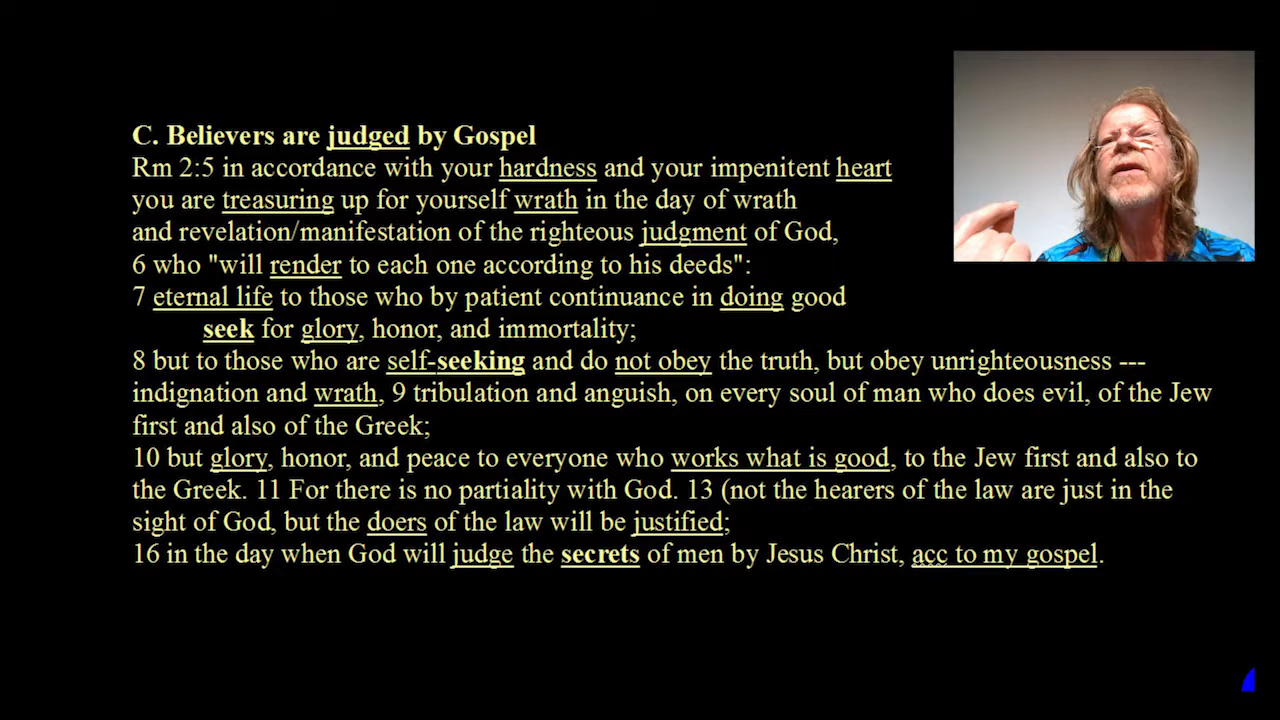 C. Believers are judged by Gospel
Rm 2:5 in accordance with your hardness and your impenitent heart
you are treasuring up for yourself wrath in the day of wrath
and revelation/manifestation of the righteous judgment of God,
6 who "will render to each one according to his deeds":
7 eternal life to those who by patient continuance in doing good
seek for glory, honor, and immortality;
8 but to those who are self-seeking and do not obey the truth, but obey unrighteousness ---
indignation and wrath, 9 tribulation and anguish, on every soul of man who does evil, of the Jew
first and also of the Greek;
10 but glory, honor, and peace to everyone who works what is good, to the Jew first and also to
the Greek. 11 For there is no partiality with God. 13 (not the hearers of the law are just in the
sight of God, but the doers of the law will be justified;
16 in the day when God will judge the secrets of men by Jesus Christ, acc to my gospel.